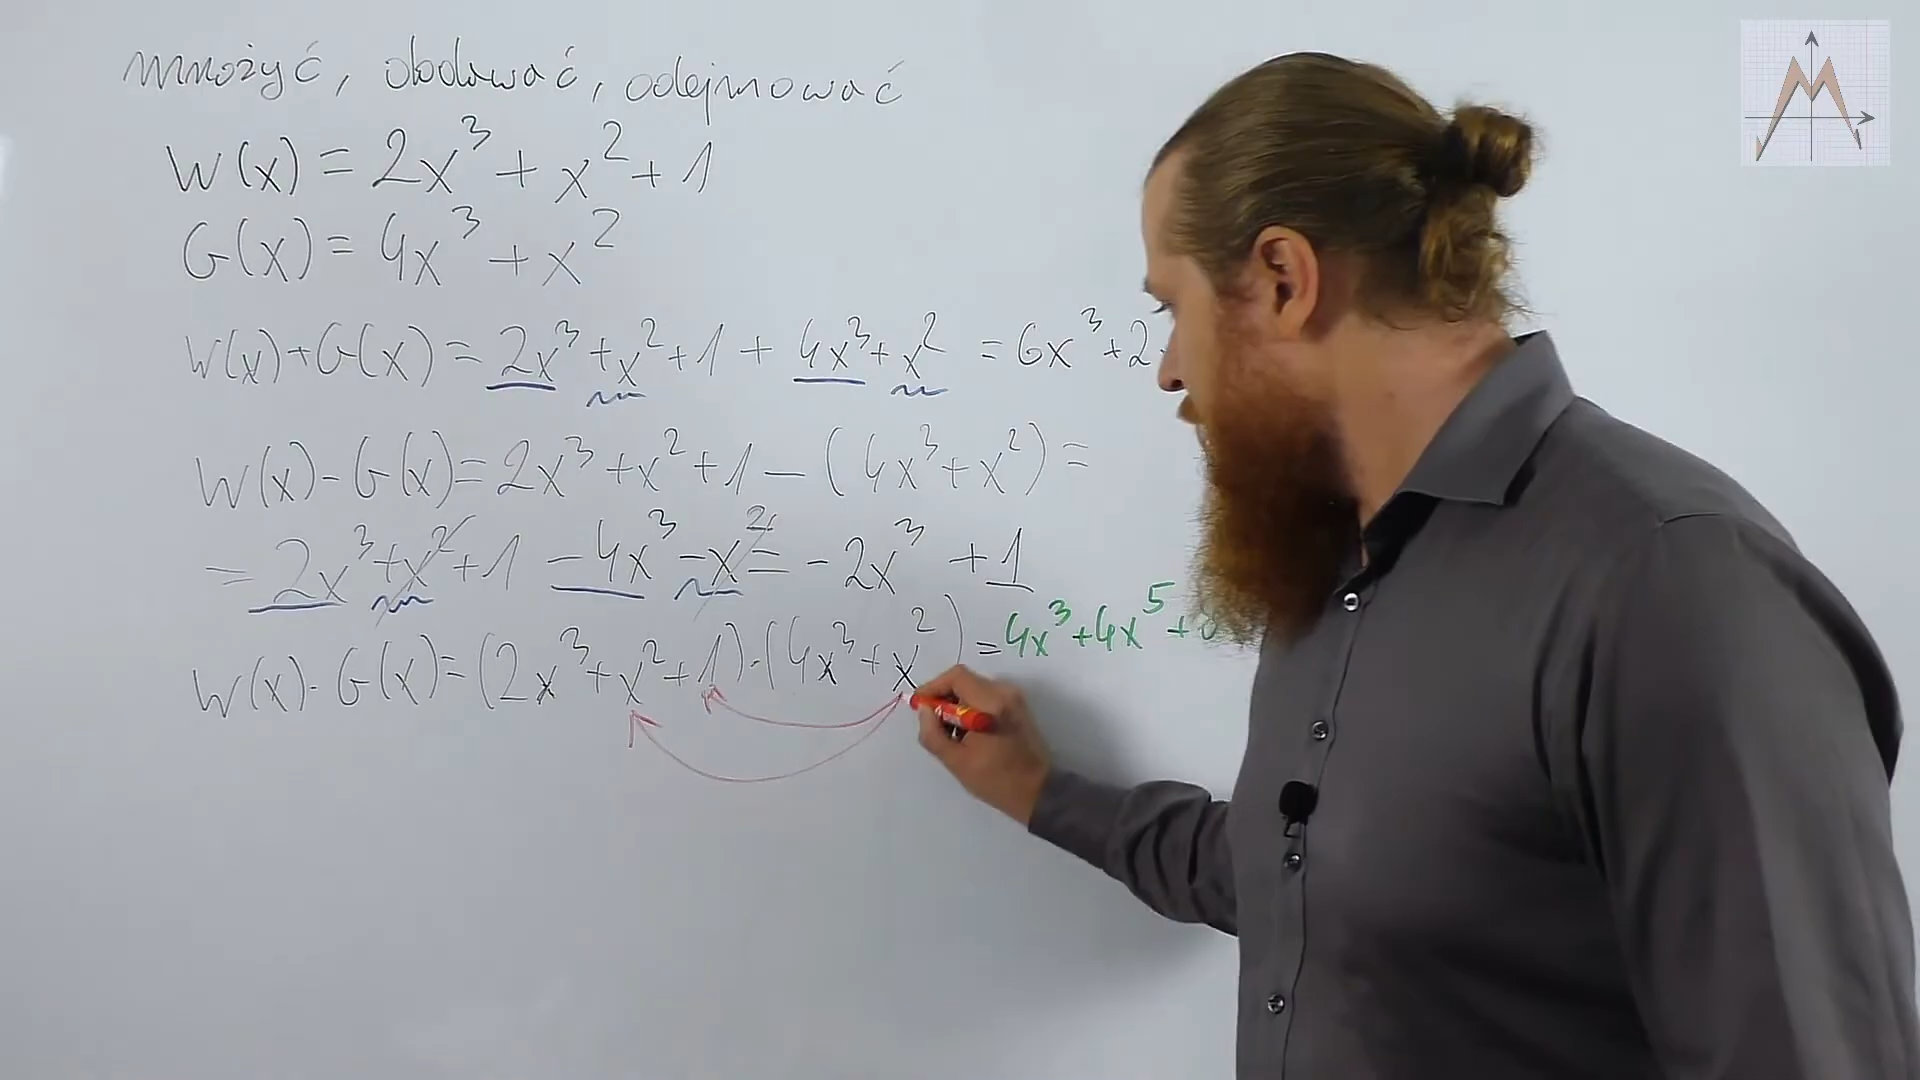 mnożyć, dodawać, odejmować
W(x) = 2x³ + x² + 1
G(x) = 4x³ + x²
W(x)+G(x) = 2x³+x²+1 + 4x³+x² = 6x³+2
W(x)-G(x)= 2x³+x²+1-(4x³+x²)=
= 2x³+x²+1 -4x³-x²= -2x³ +1
W(x)·G(x)=(2x³+x²+1)·(4x³+x²) = 4x³+4x⁵+